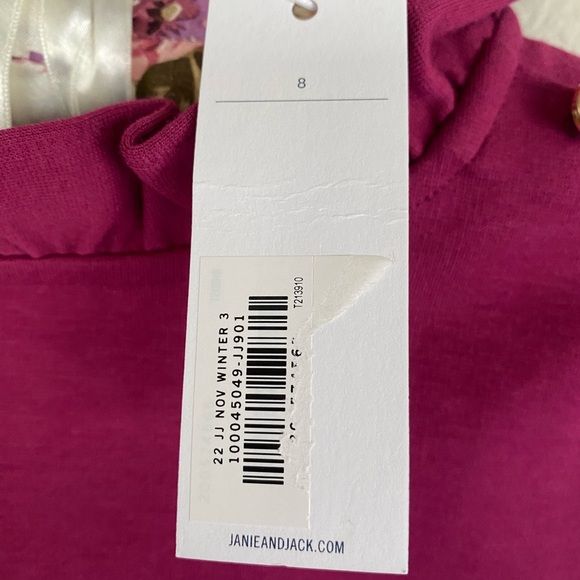 8
T213910
22 JJ NOV WINTER 3
100045049-JJ901
JANIEANDJACK.COM